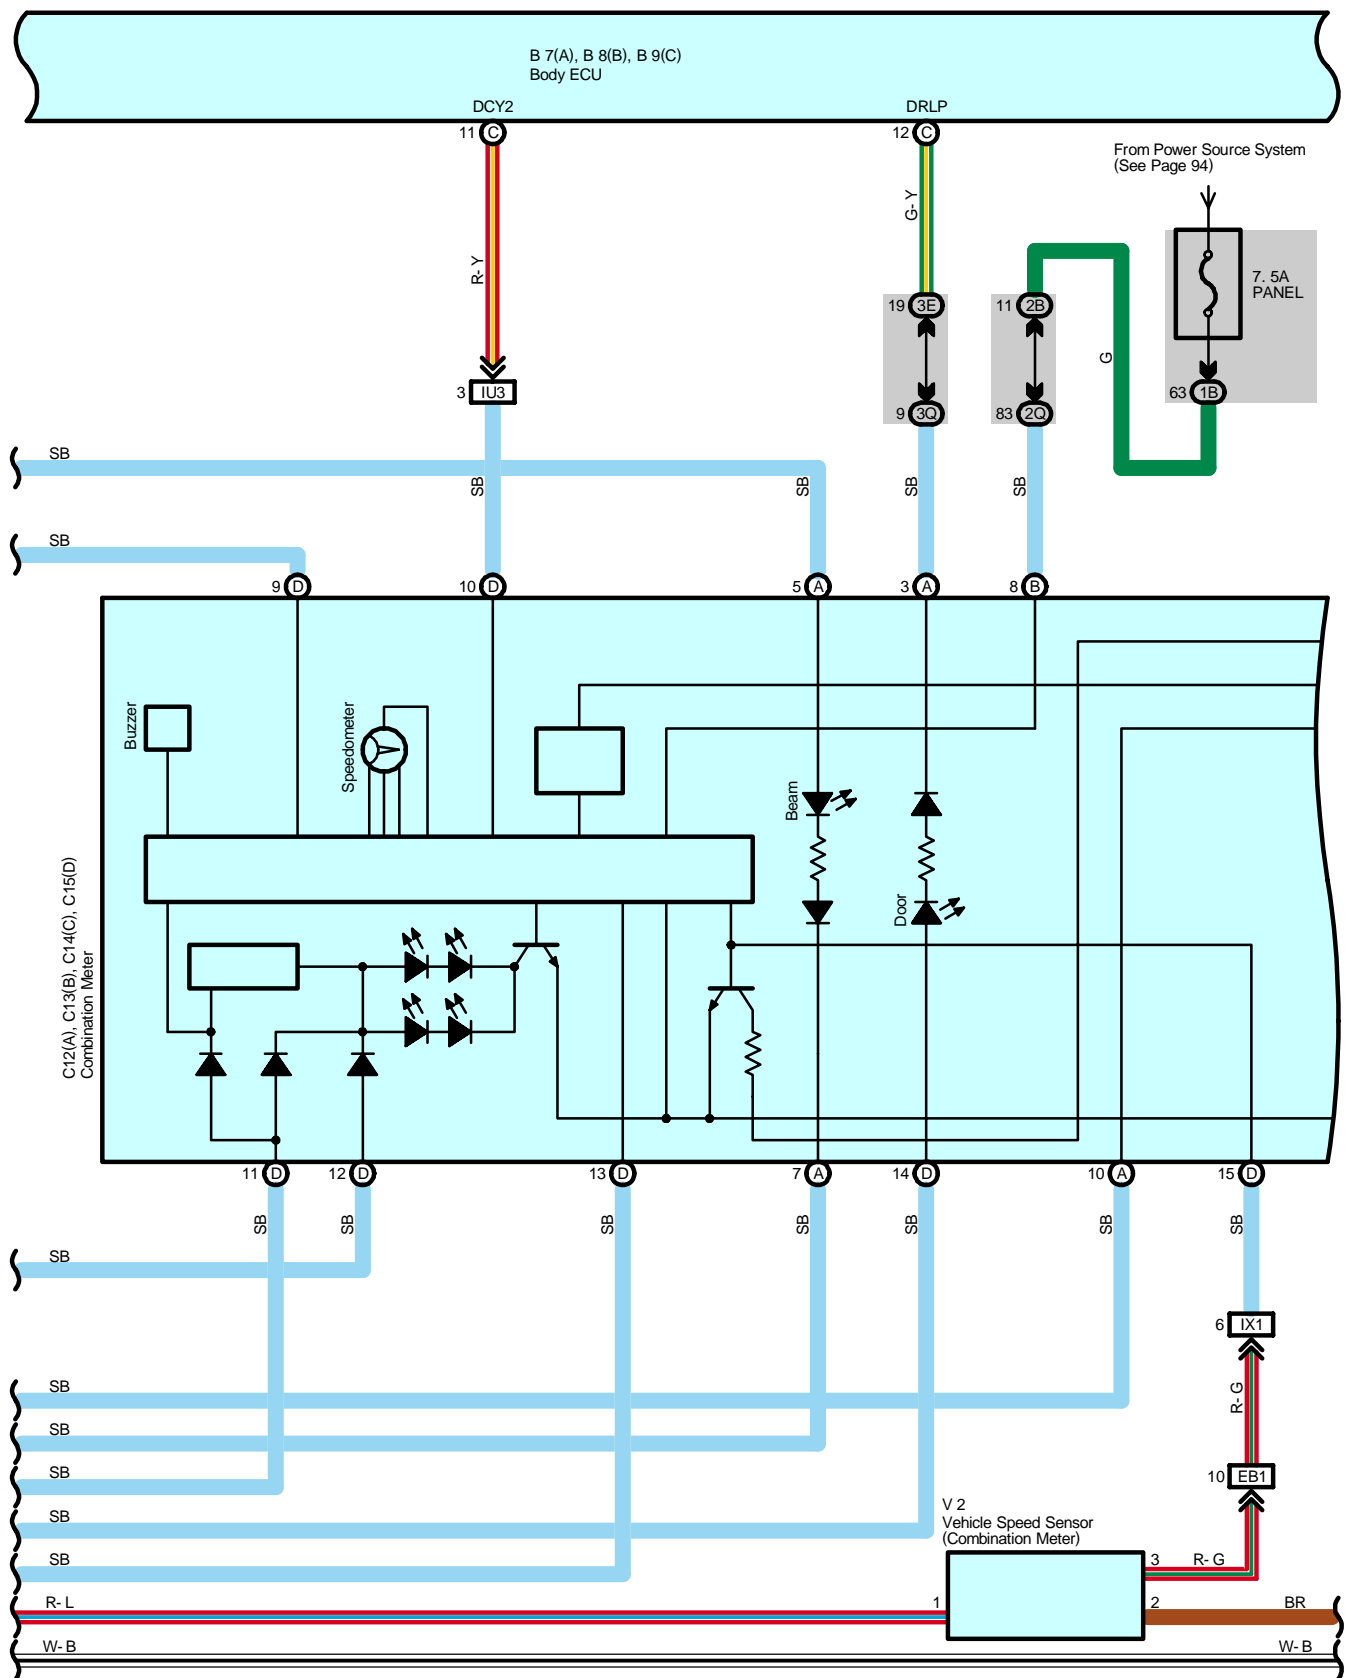 B 7(A), B 8(B), B 9(C)
Body ECU
DCY2
DRLP
11 C
12 C
From Power Source System
(See Page 94)
R- Y
G- Y
7. 5A
PANEL
19 3E
11 2B
G
3 IU3
63 1B
9 3Q
83 2Q
SB
SB
SB
SB
SB
SB
9 D
10 D
5 A
3 A
8 B
Buzzer
Speedometer
Beam
Door
C12(A), C13(B), C14(C), C15(D)
Combination Meter
11 D
12 D
13 D
7 A
14 D
10 A
15 D
SB
SB
SB
SB
SB
SB
SB
SB
6 IX1
SB
R- G
SB
SB
10 EB1
V 2
Vehicle Speed Sensor
(Combination Meter)
SB
SB
3 R- G
R- L
1
2
BR
W- B
W- B